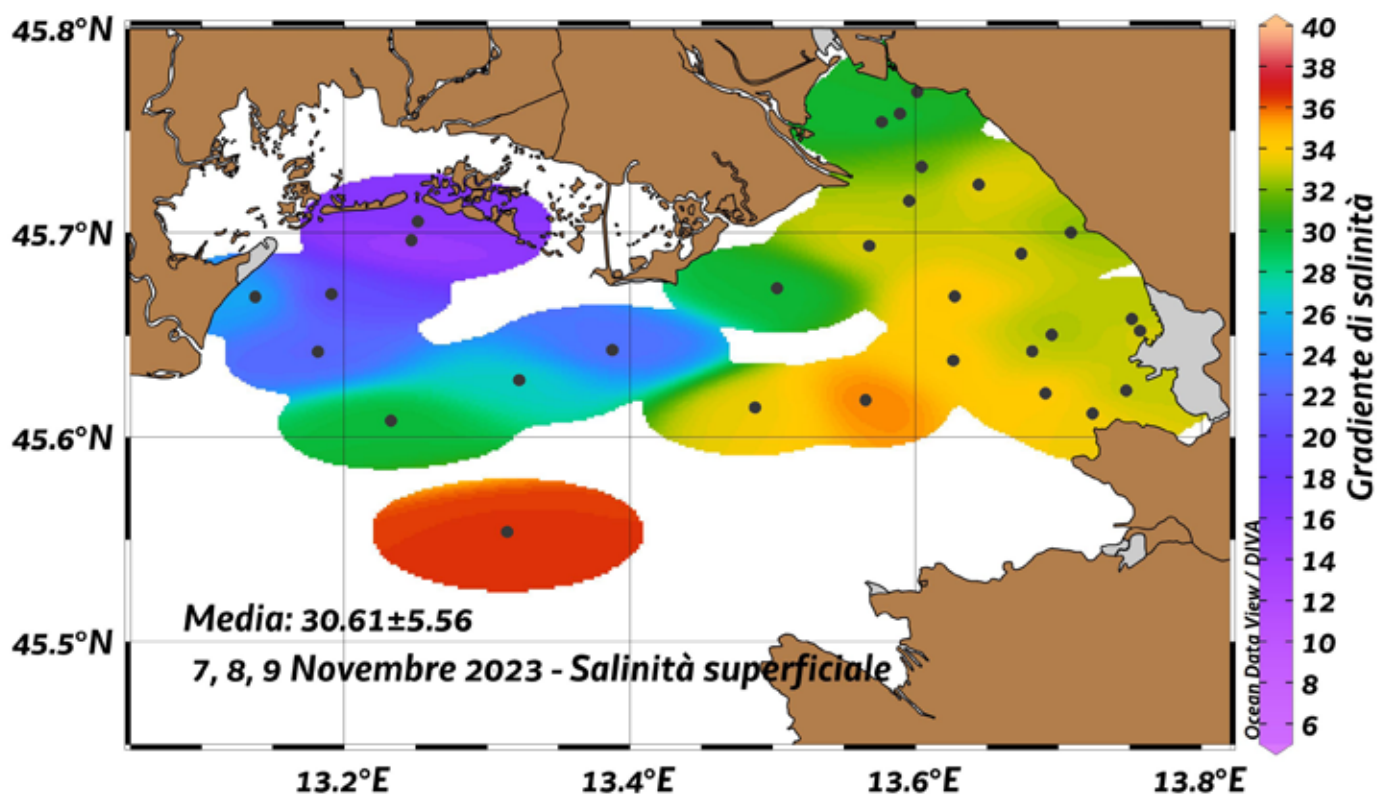 45.8°N
45.7°N
45.6°N
45.5°N
13.2°E
13.4°E
13.6°E
13.8°E
Media: 30.61±5.56
7, 8, 9 Novembre 2023 - Salinità superficiale
Ocean Data View / DIVA
40
38
36
34
32
30
28
26
24
22
20
18
16
14
12
10
8
6
Gradiente di salinità